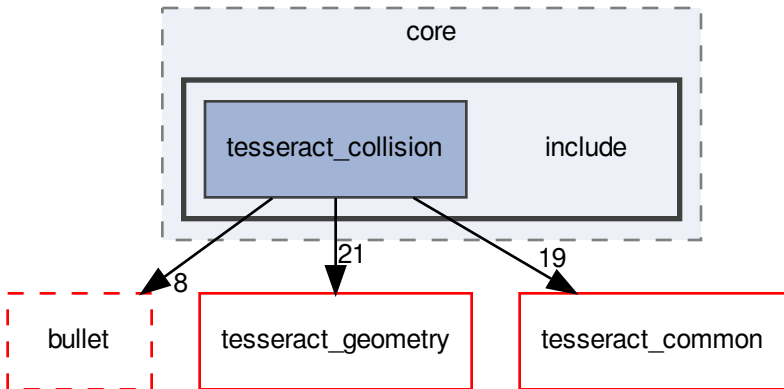 core
tesseract_collision
include
8
21
19
bullet
tesseract_geometry
tesseract_common